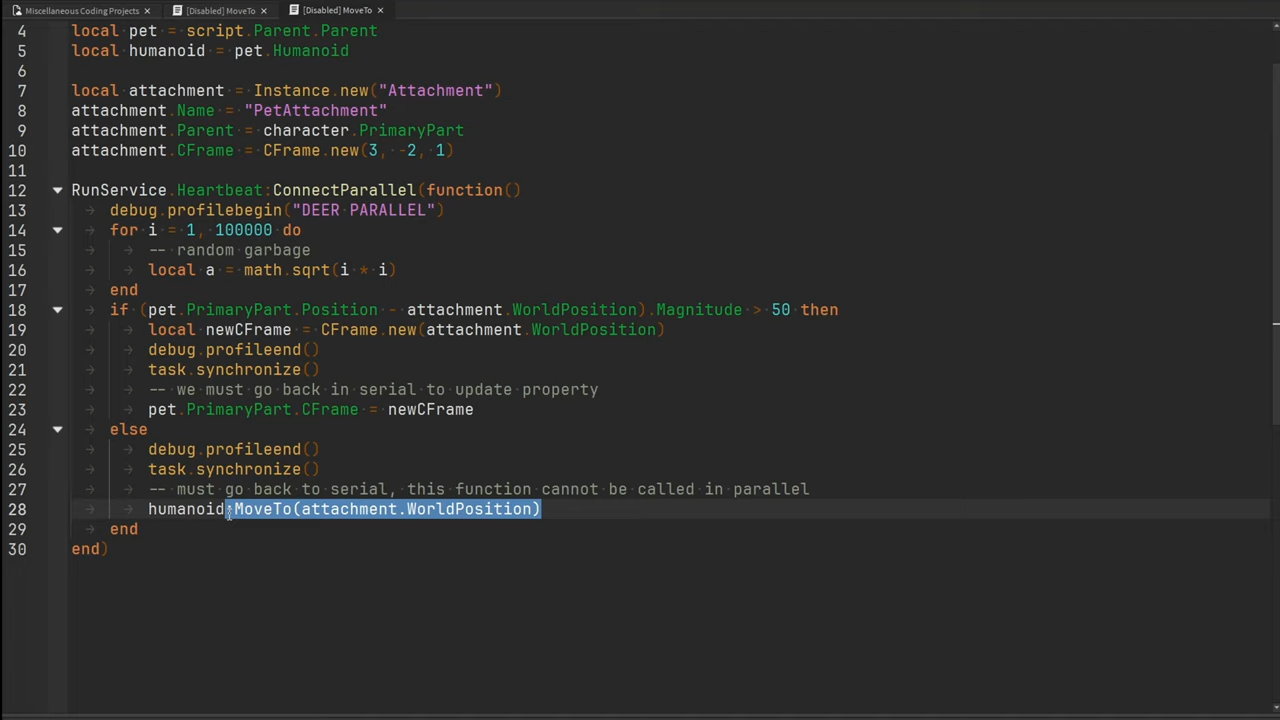 Miscellaneous Coding Projects × [Disabled] MoveTo × [Disabled] MoveTo ×
4 local pet = script.Parent.Parent
5 local humanoid = pet.Humanoid
6
7 local attachment = Instance.new("Attachment")
8 attachment.Name = "PetAttachment"
9 attachment.Parent = character.PrimaryPart
10 attachment.CFrame = CFrame.new(3, -2, 1)
11
12 RunService.Heartbeat:ConnectParallel(function()
13 debug.profilebegin("DEER PARALLEL")
14 for i = 1, 100000 do
15 -- random garbage
16 local a = math.sqrt(i * i)
17 end
18 if (pet.PrimaryPart.Position - attachment.WorldPosition).Magnitude > 50 then
19 local newCFrame = CFrame.new(attachment.WorldPosition)
20 debug.profileend()
21 task.synchronize()
22 -- we must go back in serial to update property
23 pet.PrimaryPart.CFrame = newCFrame
24 else
25 debug.profileend()
26 task.synchronize()
27 -- must go back to serial, this function cannot be called in parallel
28 humanoid:MoveTo(attachment.WorldPosition)
29 end
30 end)